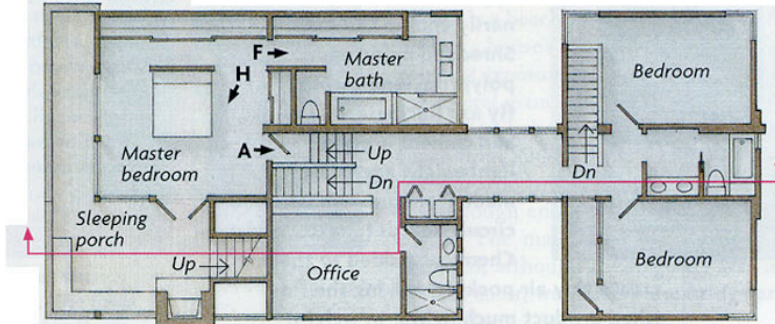 F
Master
bath
H
Bedroom
A
Up
Master
bedroom
Dn
Dn
Sleeping
porch
Up
Office
Bedroom